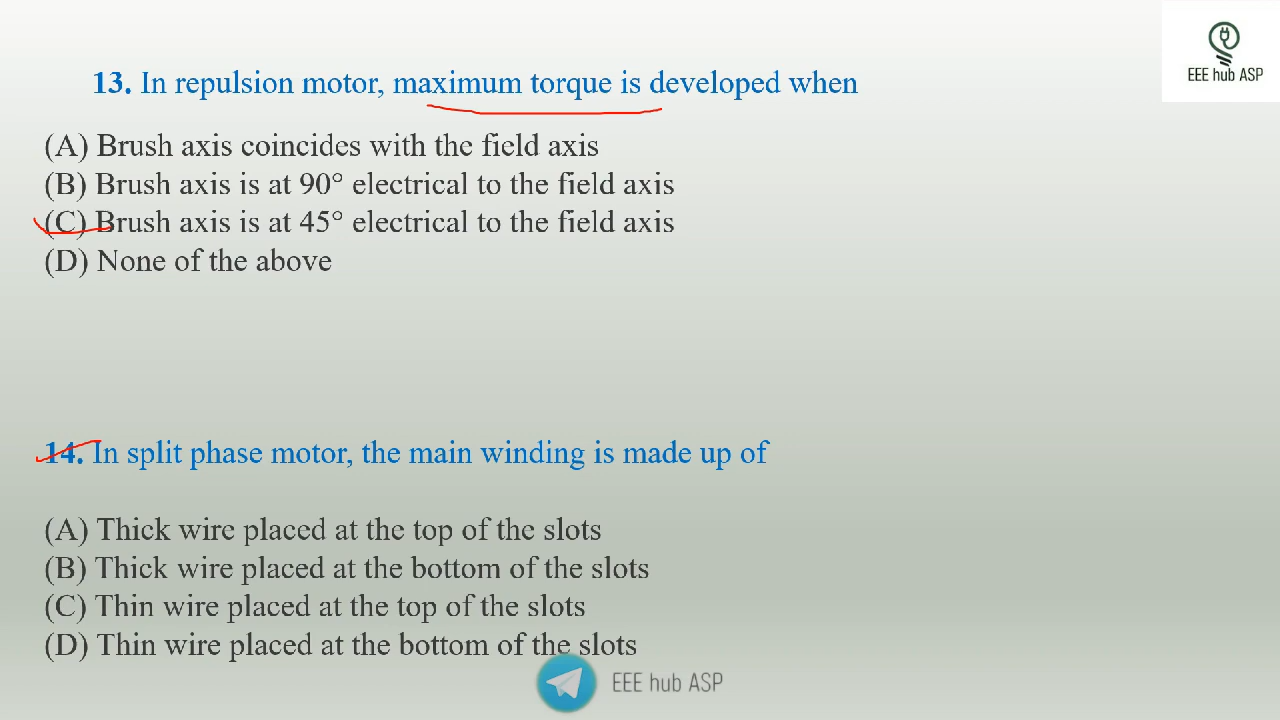 EEE hub ASP
13. In repulsion motor, maximum torque is developed when
(A) Brush axis coincides with the field axis
(B) Brush axis is at 90° electrical to the field axis
(C) Brush axis is at 45° electrical to the field axis
(D) None of the above
14. In split phase motor, the main winding is made up of
(A) Thick wire placed at the top of the slots
(B) Thick wire placed at the bottom of the slots
(C) Thin wire placed at the top of the slots
(D) Thin wire placed at the bottom of the slots
EEE hub ASP